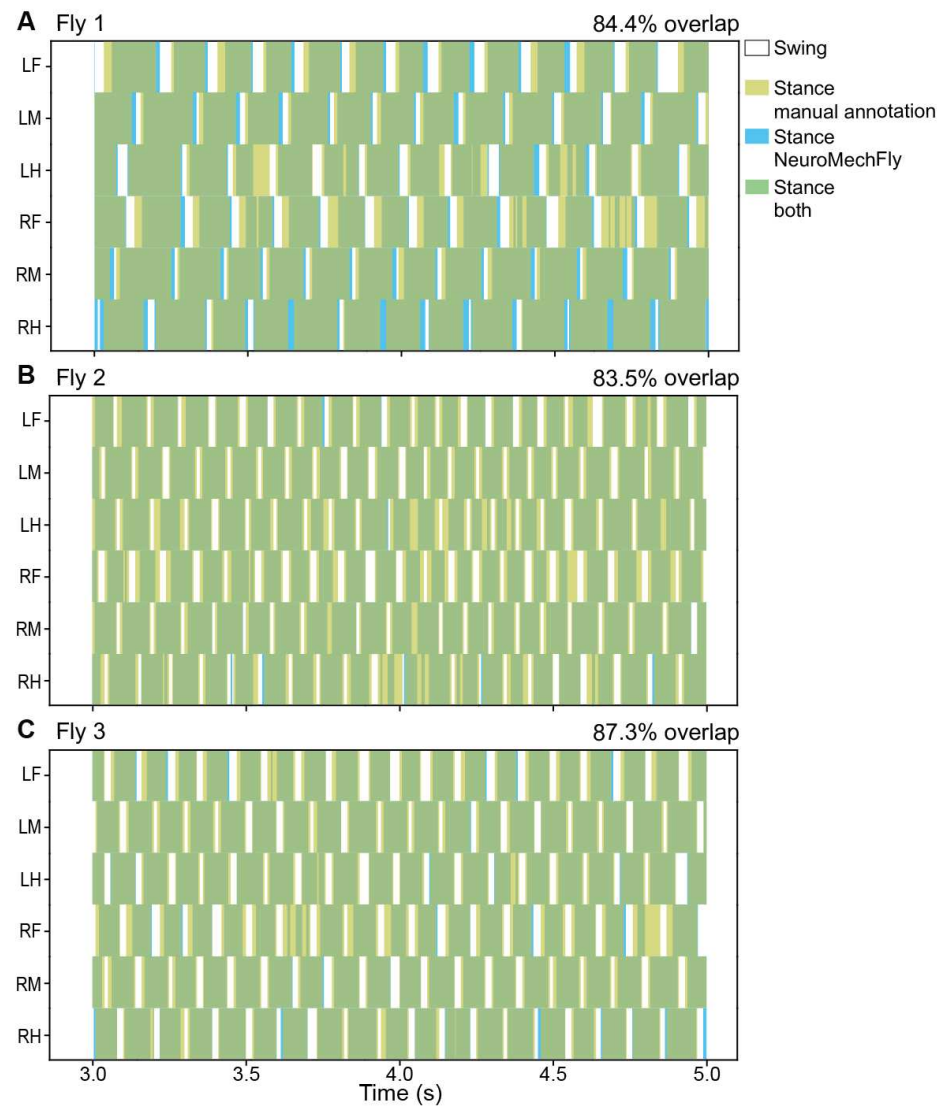 A Fly 1 84.4% overlap
LF
LM
LH
RF
RM
RH
Swing
Stance
manual annotation
Stance
NeuroMechFly
Stance
both
B Fly 2 83.5% overlap
LF
LM
LH
RF
RM
RH
C Fly 3 87.3% overlap
LF
LM
LH
RF
RM
RH
3.0 3.5 4.0 4.5 5.0
Time (s)